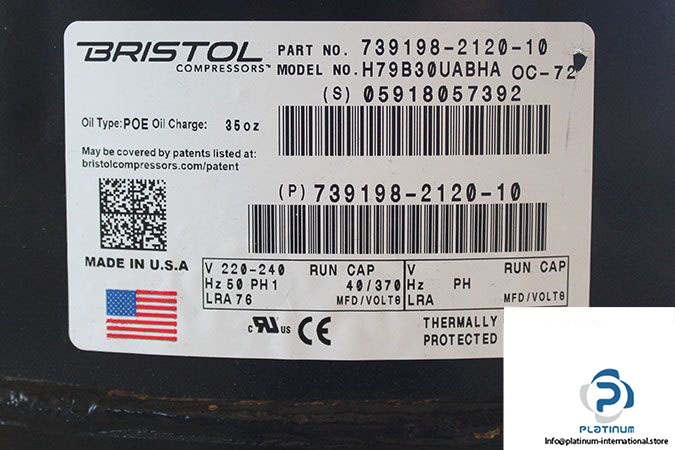 BRISTOL
COMPRESSORS™
PART NO. 739198-2120-10
MODEL NO. H79B30UABHA OC-72
(S) 05918057392
Oil Type: POE Oil Charge: 35oz
May be covered by patents listed at:
bristolcompressors.com/patent
(P) 739198-2120-10
MADE IN U.S.A
V 220-240 RUN CAP
Hz 50 PH1 40/370
LRA 76 MFD/VOLTS
V RUN CAP
Hz PH
LRA MFD/VOLTS
c RU us CE
THERMALLY
PROTECTED
P
PLATINUM
Info@platinum-international.store